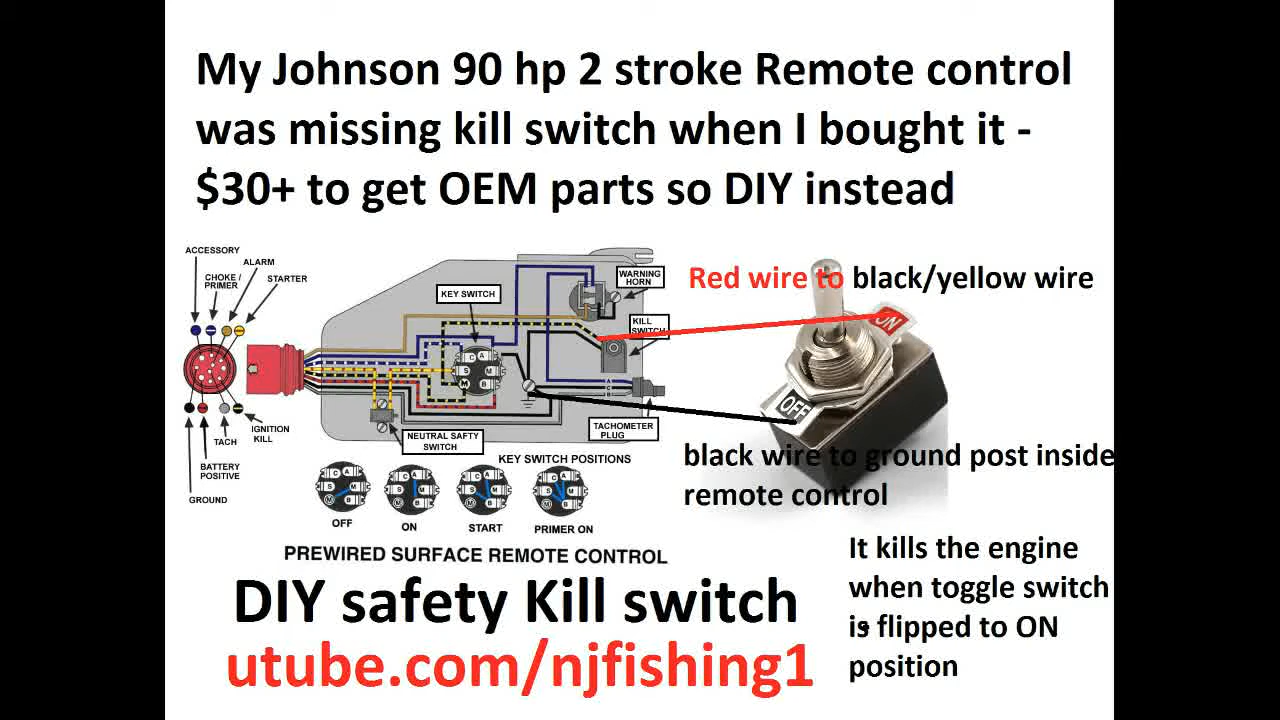 My Johnson 90 hp 2 stroke Remote control
was missing kill switch when I bought it -
$30+ to get OEM parts so DIY instead
ACCESSORY
ALARM
CHOKE /
PRIMER
STARTER
KEY SWITCH
WARNING
HORN
KILL
SWITCH
Red wire to black/yellow wire
ON
OFF
C A
S M
M B
TACH
IGNITION
KILL
BATTERY
POSITIVE
GROUND
NEUTRAL SAFTY
SWITCH
TACHOMETER
PLUG
black wire to ground post inside
remote control
KEY SWITCH POSITIONS
C A
S M
M B
C A
S M
M B
C A
S M
M B
C A
S M
M B
OFF
ON
START
PRIMER ON
PREWIRED SURFACE REMOTE CONTROL
DIY safety Kill switch
utube.com/njfishing1
It kills the engine
when toggle switch
is flipped to ON
position